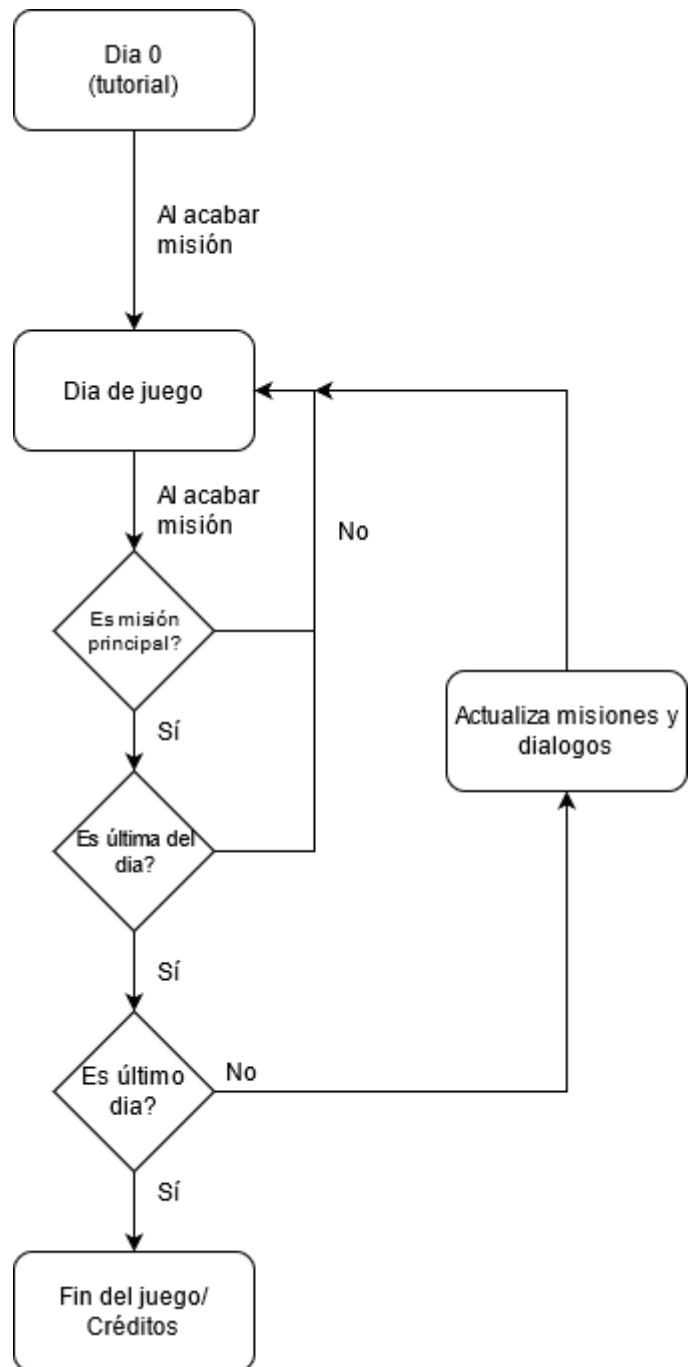 Dia 0
(tutorial)
Al acabar
misión
Dia de juego
Al acabar
misión
No
Es misión
principal?
Actualiza misiones y
dialogos
Sí
Es última del
dia?
Sí
Es último
dia?
No
Sí
Fin del juego/
Créditos